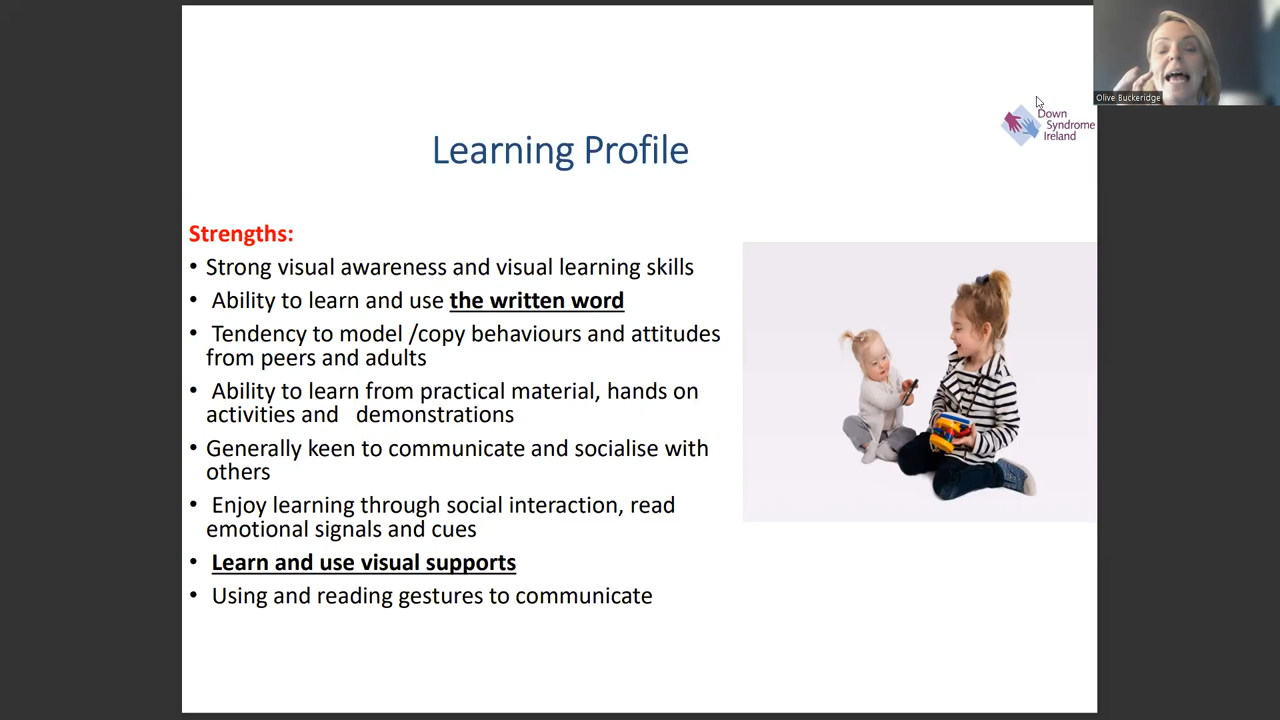 Olive Buckeridge
Down
Syndrome
Ireland
Learning Profile
Strengths:
• Strong visual awareness and visual learning skills
• Ability to learn and use the written word
• Tendency to model /copy behaviours and attitudes
from peers and adults
• Ability to learn from practical material, hands on
activities and demonstrations
• Generally keen to communicate and socialise with
others
• Enjoy learning through social interaction, read
emotional signals and cues
• Learn and use visual supports
• Using and reading gestures to communicate